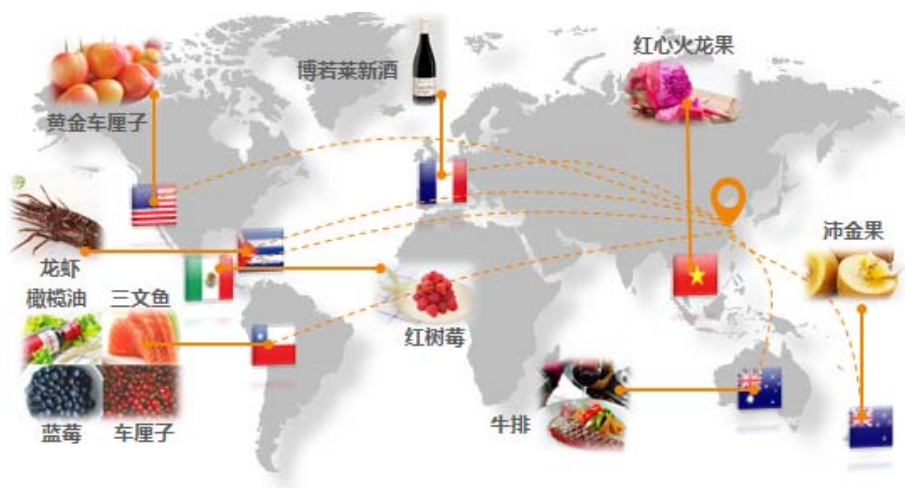 博若莱新酒
红心火龙果
黄金车厘子
沛金果
龙虾
橄榄油
三文鱼
红树莓
蓝莓
车厘子
牛排